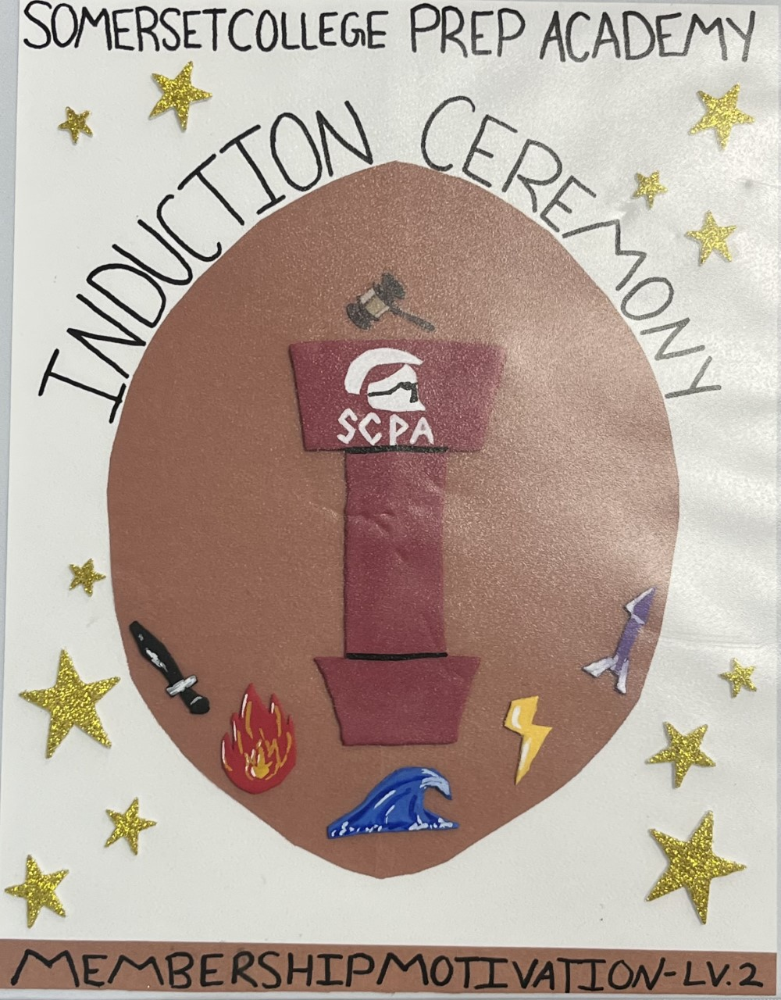 SOMERSETCOLLEGE PREP ACADEMY
INDUCTION CEREMONY
SCPA
MEMBERSHIPMOTIVATION-LV.2